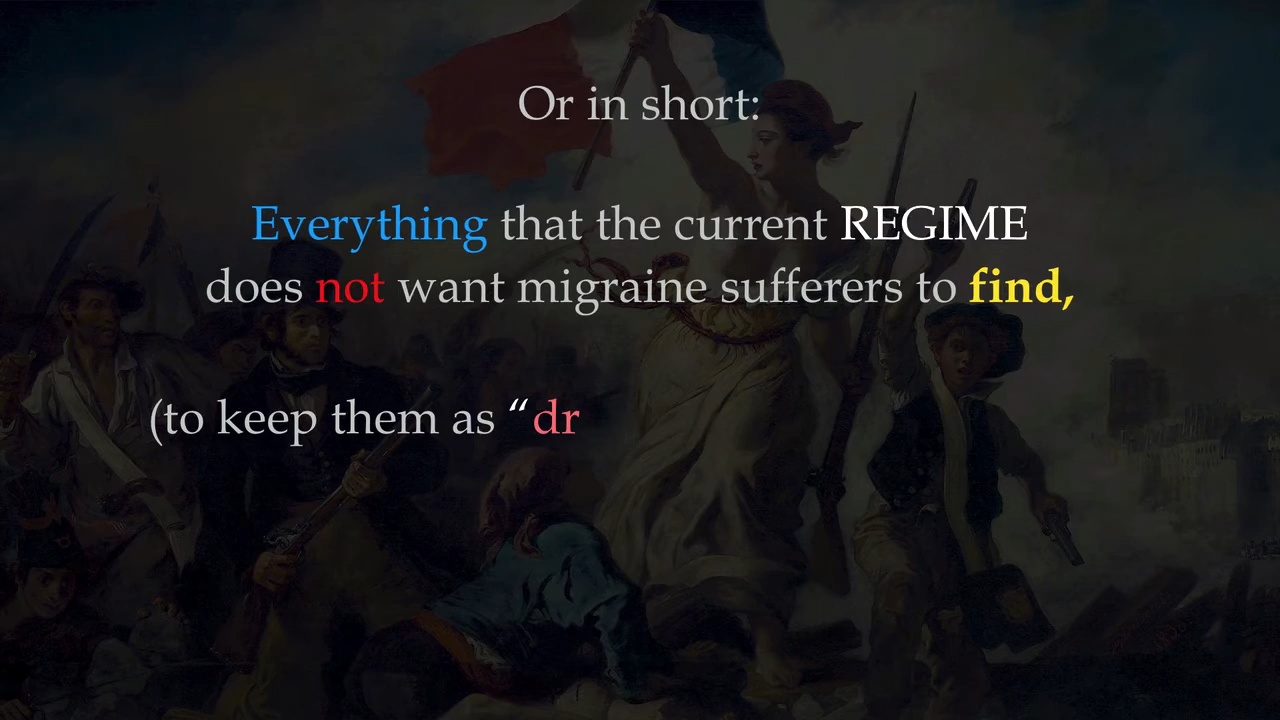 Or in short:
Everything that the current REGIME
does not want migraine sufferers to find,
(to keep them as “dr